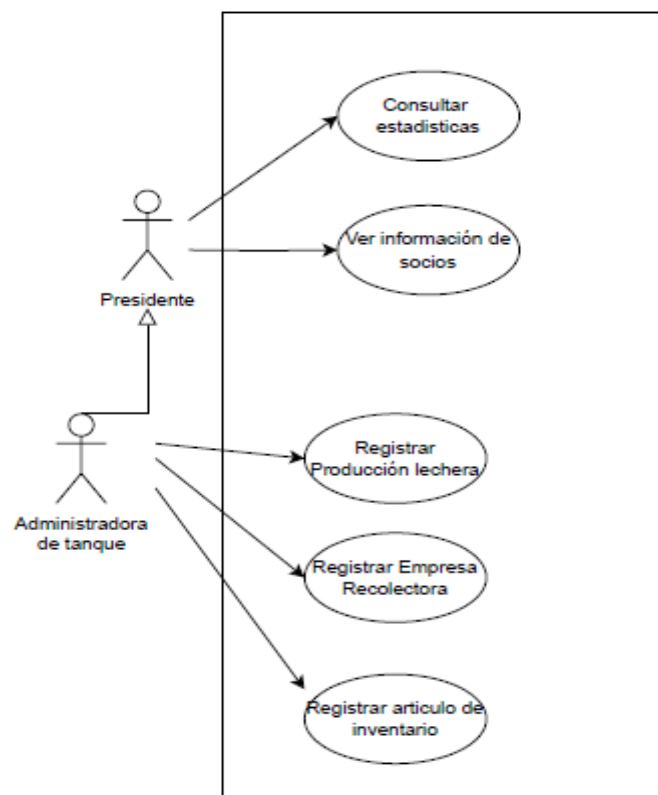 Consultar
estadisticas
Ver información de
socios
Presidente
Registrar
Producción lechera
Administradora
de tanque
Registrar Empresa
Recolectora
Registrar articulo de
inventario